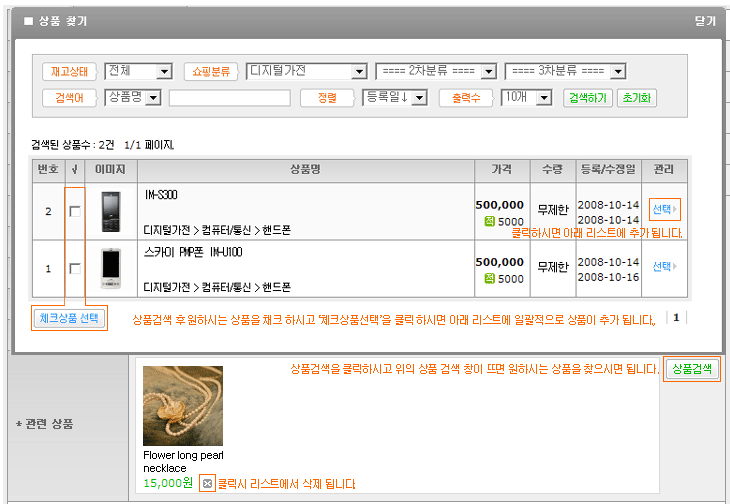 상품 찾기 닫기
재고상태 전체 쇼핑분류 디지털가전 ==== 2차분류 ==== ==== 3차분류 ====
검색어 상품명 정렬 등록일↓ 출력수 10개 검색하기 초기화
검색된 상품수 : 2건 1/1 페이지.
번호 √ 이미지 상품명 가격 수량 등록/수정일 관리
IM-S300
2 500,000 무제한 2008-10-14 선택
적 5000 2008-10-14
디지털가전 > 컴퓨터/통신 > 핸드폰
클릭하시면 아래 리스트에 추가 됩니다.
스카이 PMP폰 IM-U100
1 500,000 무제한 2008-10-14 선택
적 5000 2008-10-16
디지털가전 > 컴퓨터/통신 > 핸드폰
체크상품 선택 상품검색 후 원하시는 상품을 체크 하시고 '체크상품선택'을 클릭 하시면 아래 리스트에 일괄적으로 상품이 추가 됩니다. 1
상품검색을 클릭하시고 위의 상품 검색 창이 뜨면 원하시는 상품을 찾으시면 됩니다. 상품검색
* 관련 상품
Flower long pearl
necklace
15,000원 클릭시 리스트에서 삭제 됩니다.